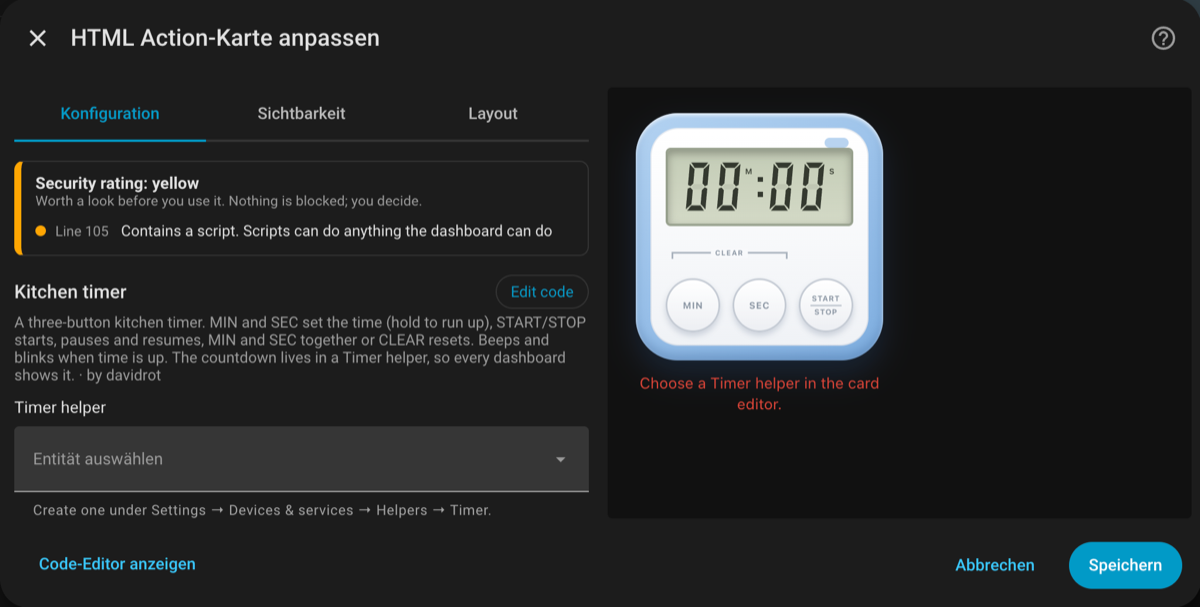 HTML Action-Karte anpassen
Konfiguration
Sichtbarkeit
Layout
Security rating: yellow
Worth a look before you use it. Nothing is blocked; you decide.
Line 105 Contains a script. Scripts can do anything the dashboard can do
Kitchen timer
Edit code
A three-button kitchen timer. MIN and SEC set the time (hold to run up), START/STOP
starts, pauses and resumes, MIN and SEC together or CLEAR resets. Beeps and
blinks when time is up. The countdown lives in a Timer helper, so every dashboard
shows it. · by davidrot
Timer helper
Entität auswählen
Create one under Settings → Devices & services → Helpers → Timer.
00 M : 00 S
CLEAR
MIN
SEC
START
STOP
Choose a Timer helper in the card
editor.
Code-Editor anzeigen
Abbrechen
Speichern